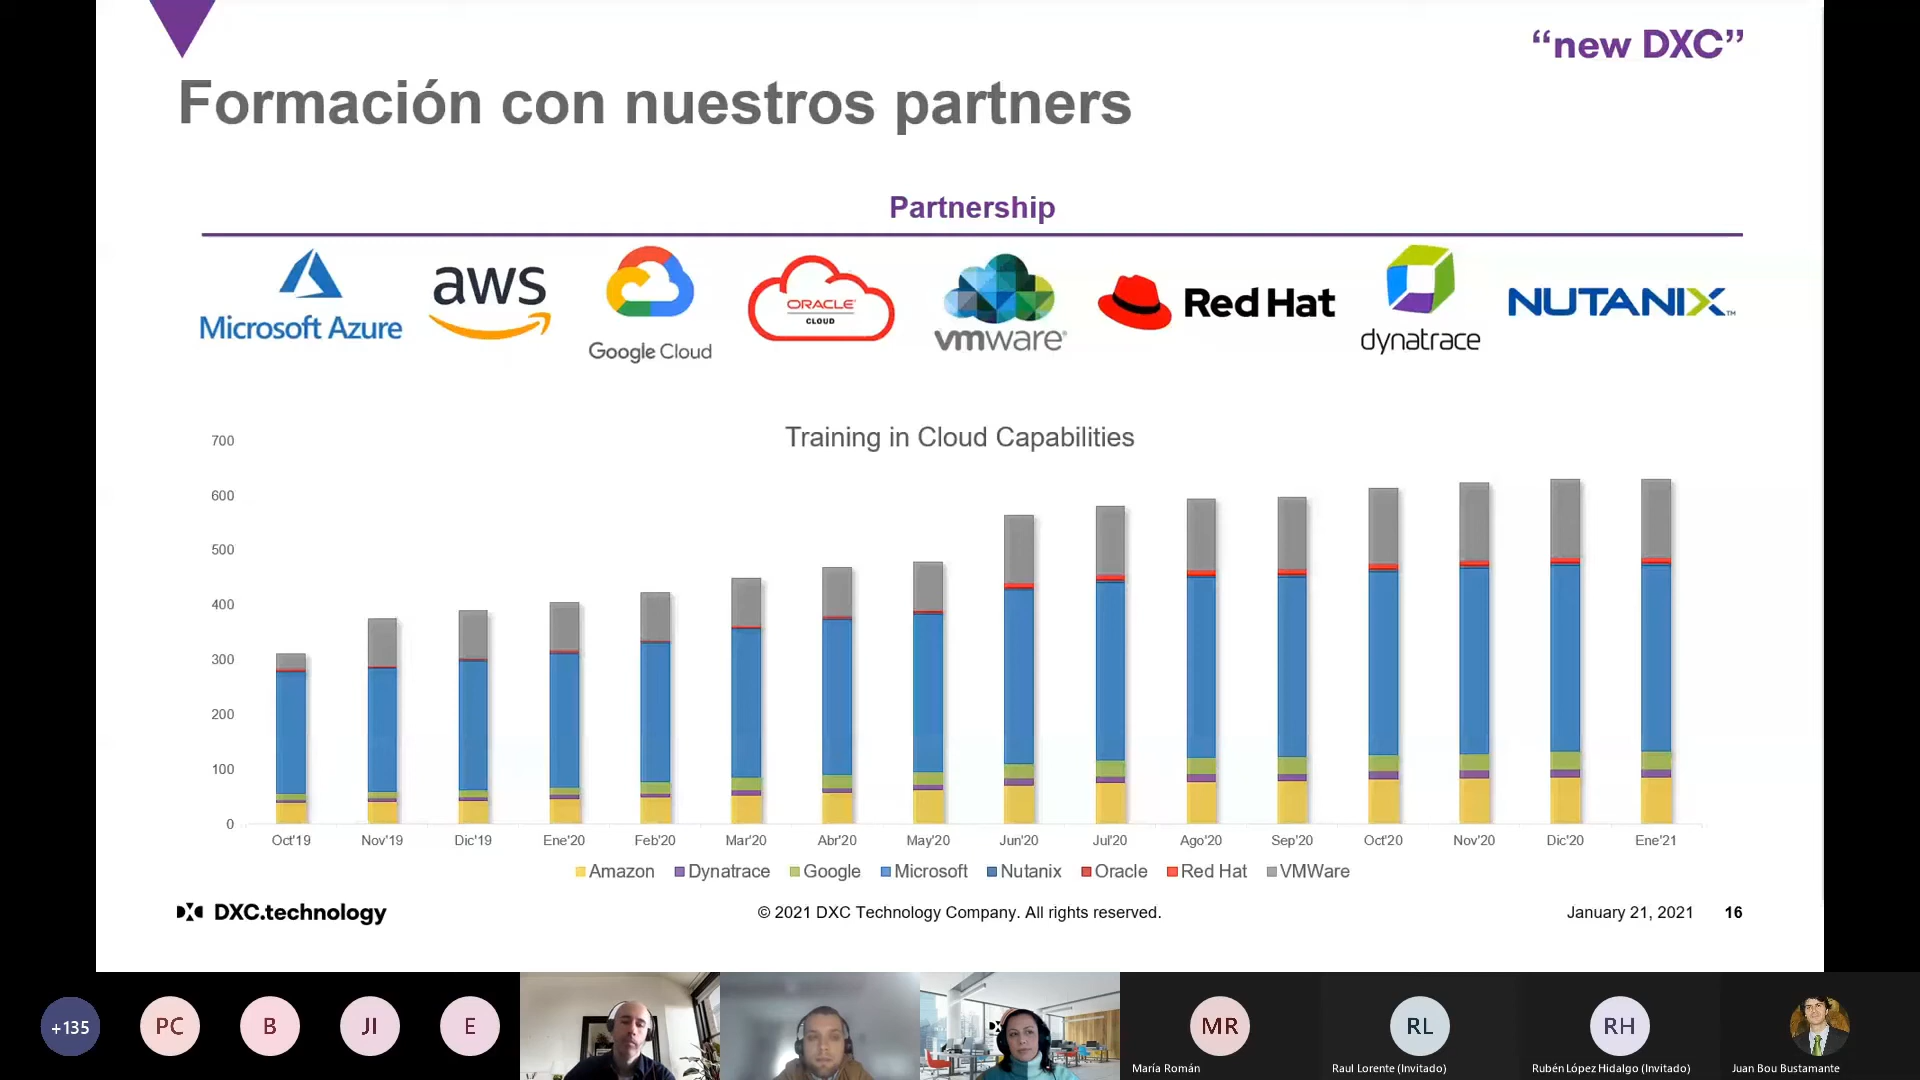 “new DXC”
Formación con nuestros partners
Partnership
Microsoft Azure
aws
Google Cloud
ORACLE
CLOUD
vmware®
Red Hat
dynatrace
NUTANIX™
Training in Cloud Capabilities
700
600
500
400
300
200
100
0
Oct'19 Nov'19 Dic'19 Ene'20 Feb'20 Mar'20 Abr'20 May'20 Jun'20 Jul'20 Ago'20 Sep'20 Oct'20 Nov'20 Dic'20 Ene'21
Amazon Dynatrace Google Microsoft Nutanix Oracle Red Hat VMWare
DXC.technology
© 2021 DXC Technology Company. All rights reserved.
January 21, 2021 16
+135 PC B JI E MR RL RH
María Román Raul Lorente (Invitado) Rubén López Hidalgo (Invitado) Juan Bou Bustamante